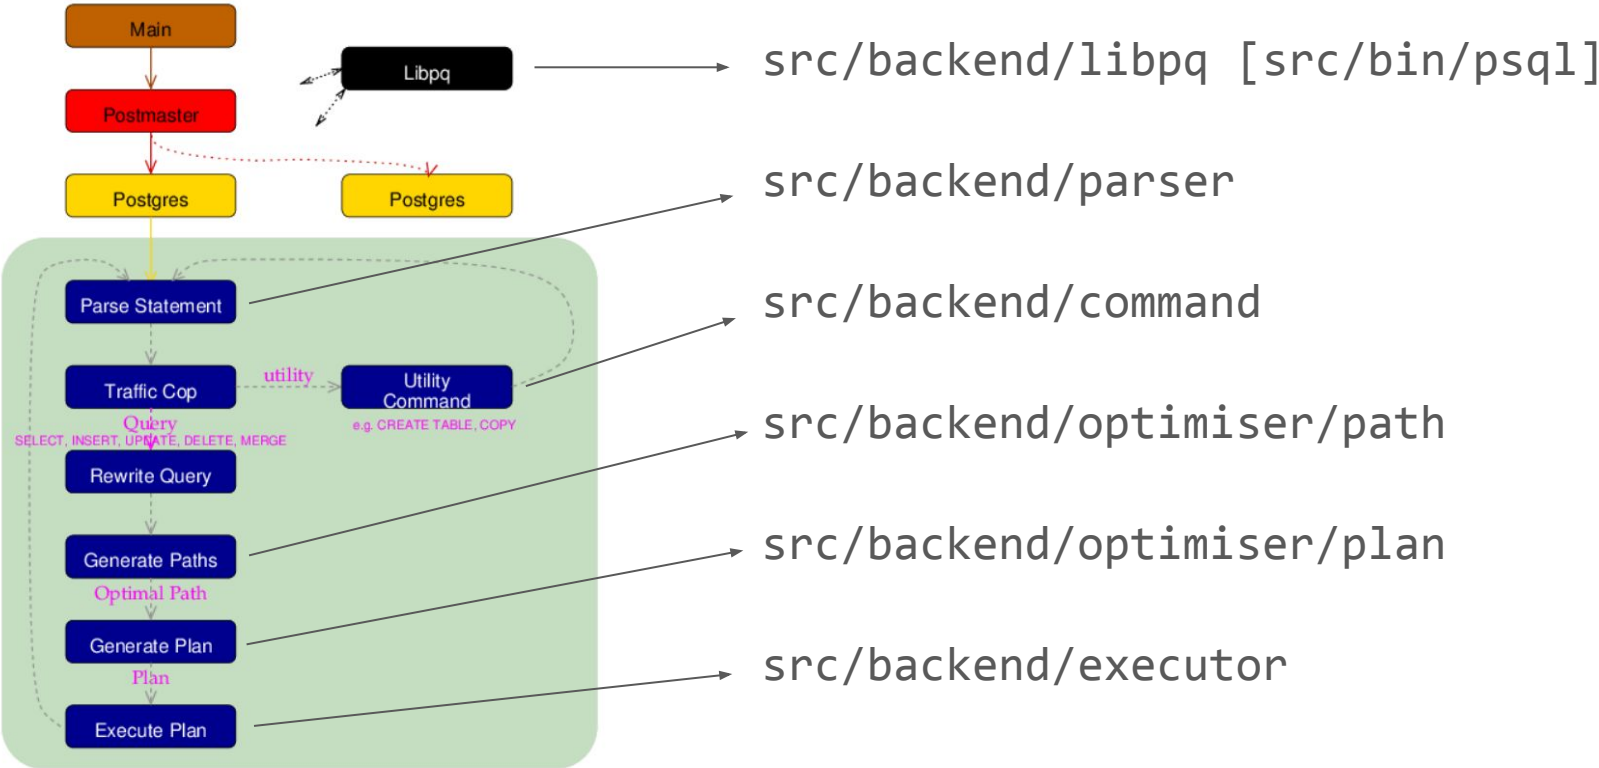 Main
Libpq
src/backend/libpq [src/bin/psql]
Postmaster
Postgres
Postgres
src/backend/parser
Parse Statement
src/backend/command
Traffic Cop
utility
Utility
Command
e.g. CREATE TABLE, COPY
Query
SELECT, INSERT, UPDATE, DELETE, MERGE
src/backend/optimiser/path
Rewrite Query
Generate Paths
src/backend/optimiser/plan
Optimal Path
Generate Plan
Plan
src/backend/executor
Execute Plan